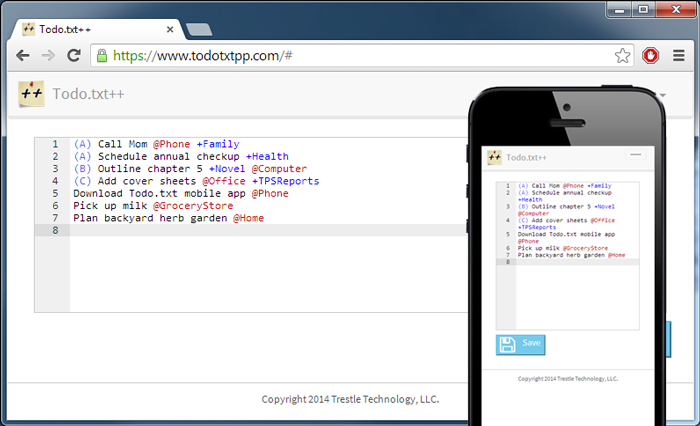 Todo.txt++
https://www.todotxtpp.com/#
++ Todo.txt++
1 (A) Call Mom @Phone +Family
2 (A) Schedule annual checkup +Health
3 (B) Outline chapter 5 +Novel @Computer
4 (C) Add cover sheets @Office +TPSReports
5 Download Todo.txt mobile app @Phone
6 Pick up milk @GroceryStore
7 Plan backyard herb garden @Home
8
Copyright 2014 Trestle Technology, LLC.
++ Todo.txt++
1 (A) Call Mom @Phone +Family
2 (A) Schedule annual checkup
+Health
3 (B) Outline chapter 5 +Novel
@Computer
4 (C) Add cover sheets @Office
+TPSReports
5 Download Todo.txt mobile app
@Phone
6 Pick up milk @GroceryStore
7 Plan backyard herb garden @Home
8
Save
Copyright 2014 Trestle Technology, LLC.